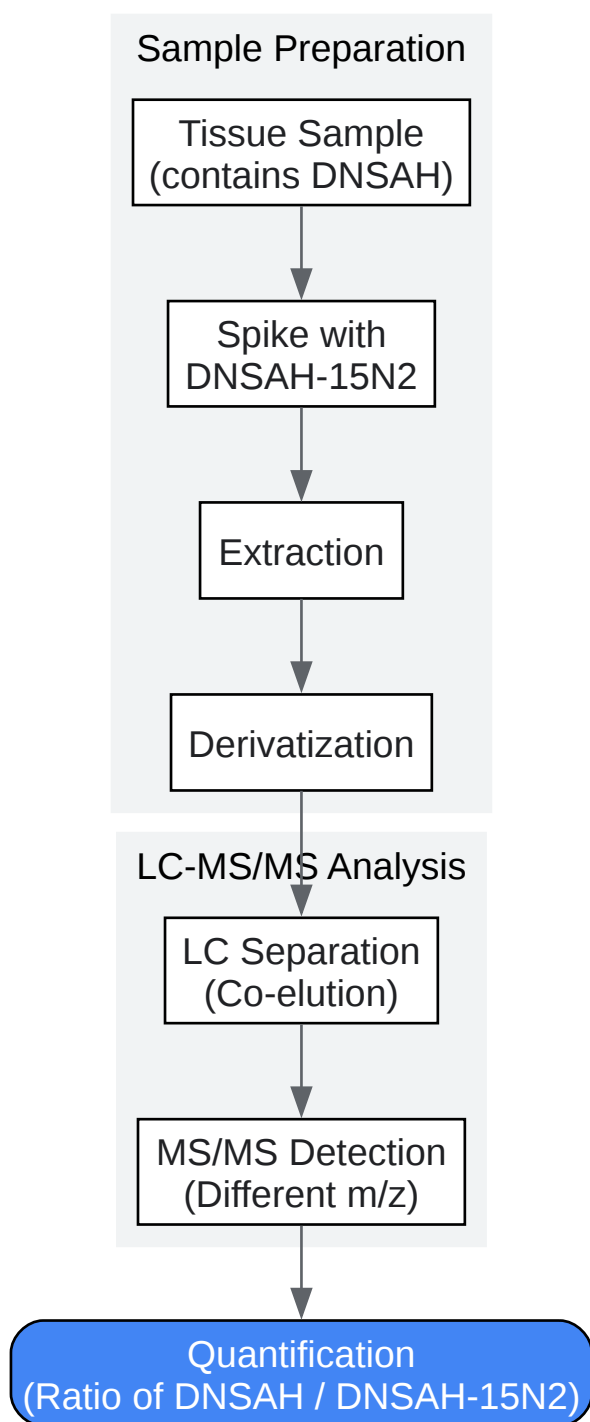 Sample Preparation
Tissue Sample
(contains DNSAH)
Spike with
DNSAH-15N2
Extraction
Derivatization
LC-MS/MS Analysis
LC Separation
(Co-elution)
MS/MS Detection
(Different m/z)
Quantification
(Ratio of DNSAH / DNSAH-15N2)